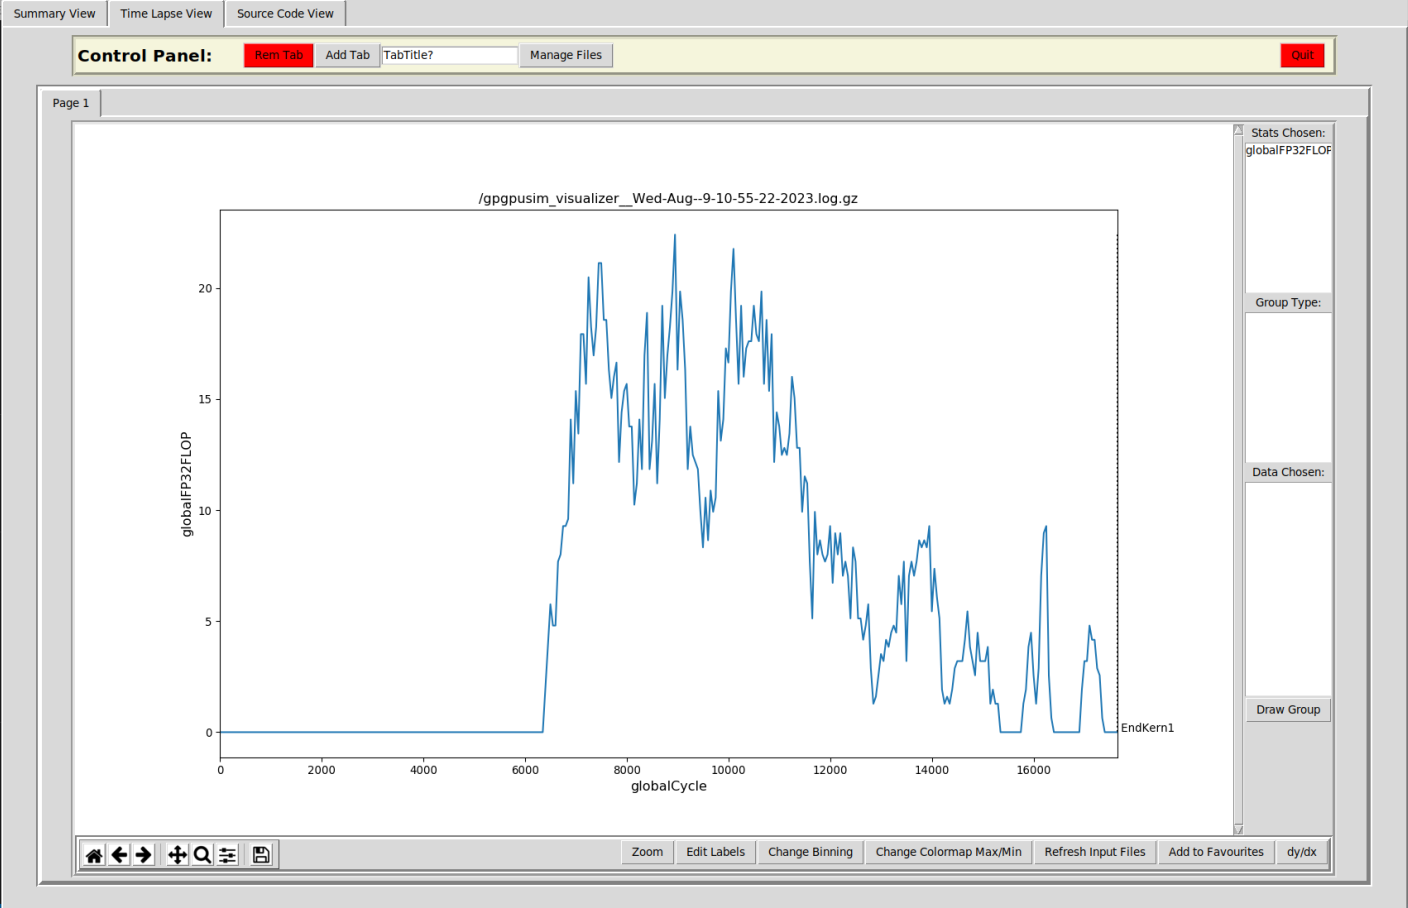 Summary View Time Lapse View Source Code View
Control Panel: Rem Tab Add Tab TabTitle? Manage Files Quit
Page 1
Stats Chosen:
globalFP32FLOP
Group Type:
Data Chosen:
Draw Group
/gpgpusim_visualizer__Wed-Aug--9-10-55-22-2023.log.gz
globalFP32FLOP
20
15
10
5
0
EndKern1
0 2000 4000 6000 8000 10000 12000 14000 16000
globalCycle
Zoom Edit Labels Change Binning Change Colormap Max/Min Refresh Input Files Add to Favourites dy/dx